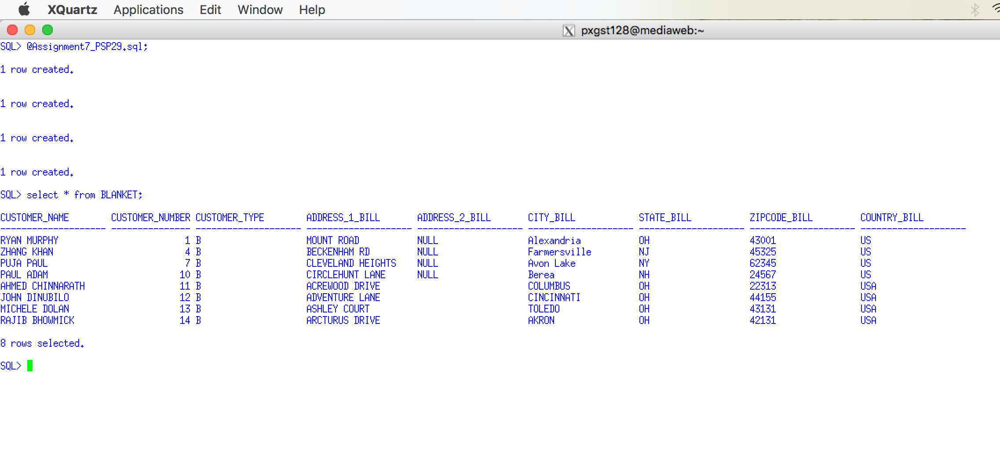 XQuartz Applications Edit Window Help
X pxgst128@mediaweb:~
SQL> @Assignment7_PSP29.sql;
1 row created.
1 row created.
1 row created.
1 row created.
SQL> select * from BLANKET;
CUSTOMER_NAME CUSTOMER_NUMBER CUSTOMER_TYPE ADDRESS_1_BILL ADDRESS_2_BILL CITY_BILL STATE_BILL ZIPCODE_BILL COUNTRY_BILL
-------------------- --------------- -------------------- -------------------- -------------------- -------------------- -------------------- -------------------- --------------------
RYAN MURPHY 1 B MOUNT ROAD NULL Alexandria OH 43001 US
ZHANG KHAN 4 B BECKENHAM RD NULL Farmersville NJ 45325 US
PUJA PAUL 7 B CLEVELAND HEIGHTS NULL Avon Lake NY 62345 US
PAUL ADAM 10 B CIRCLEHUNT LANE NULL Berea NH 24567 US
AHMED CHINNARATH 11 B ACREWOOD DRIVE COLUMBUS OH 22313 USA
JOHN DINUBILO 12 B ADVENTURE LANE CINCINNATI OH 44155 USA
MICHELE DOLAN 13 B ASHLEY COURT TOLEDO OH 43131 USA
RAJIB BHOWMICK 14 B ARCTURUS DRIVE AKRON OH 42131 USA
8 rows selected.
SQL>